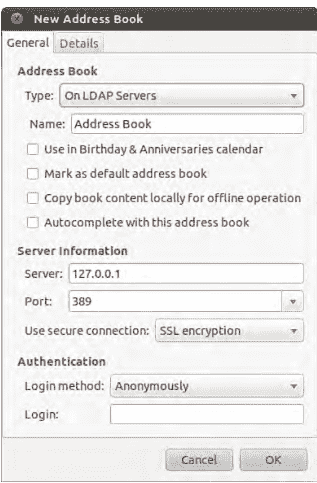 New Address Book
General Details
Address Book
Type: On LDAP Servers
Name: Address Book
Use in Birthday & Anniversaries calendar
Mark as default address book
Copy book content locally for offline operation
Autocomplete with this address book
Server Information
Server: 127.0.0.1
Port: 389
Use secure connection: SSL encryption
Authentication
Login method: Anonymously
Login:
Cancel OK